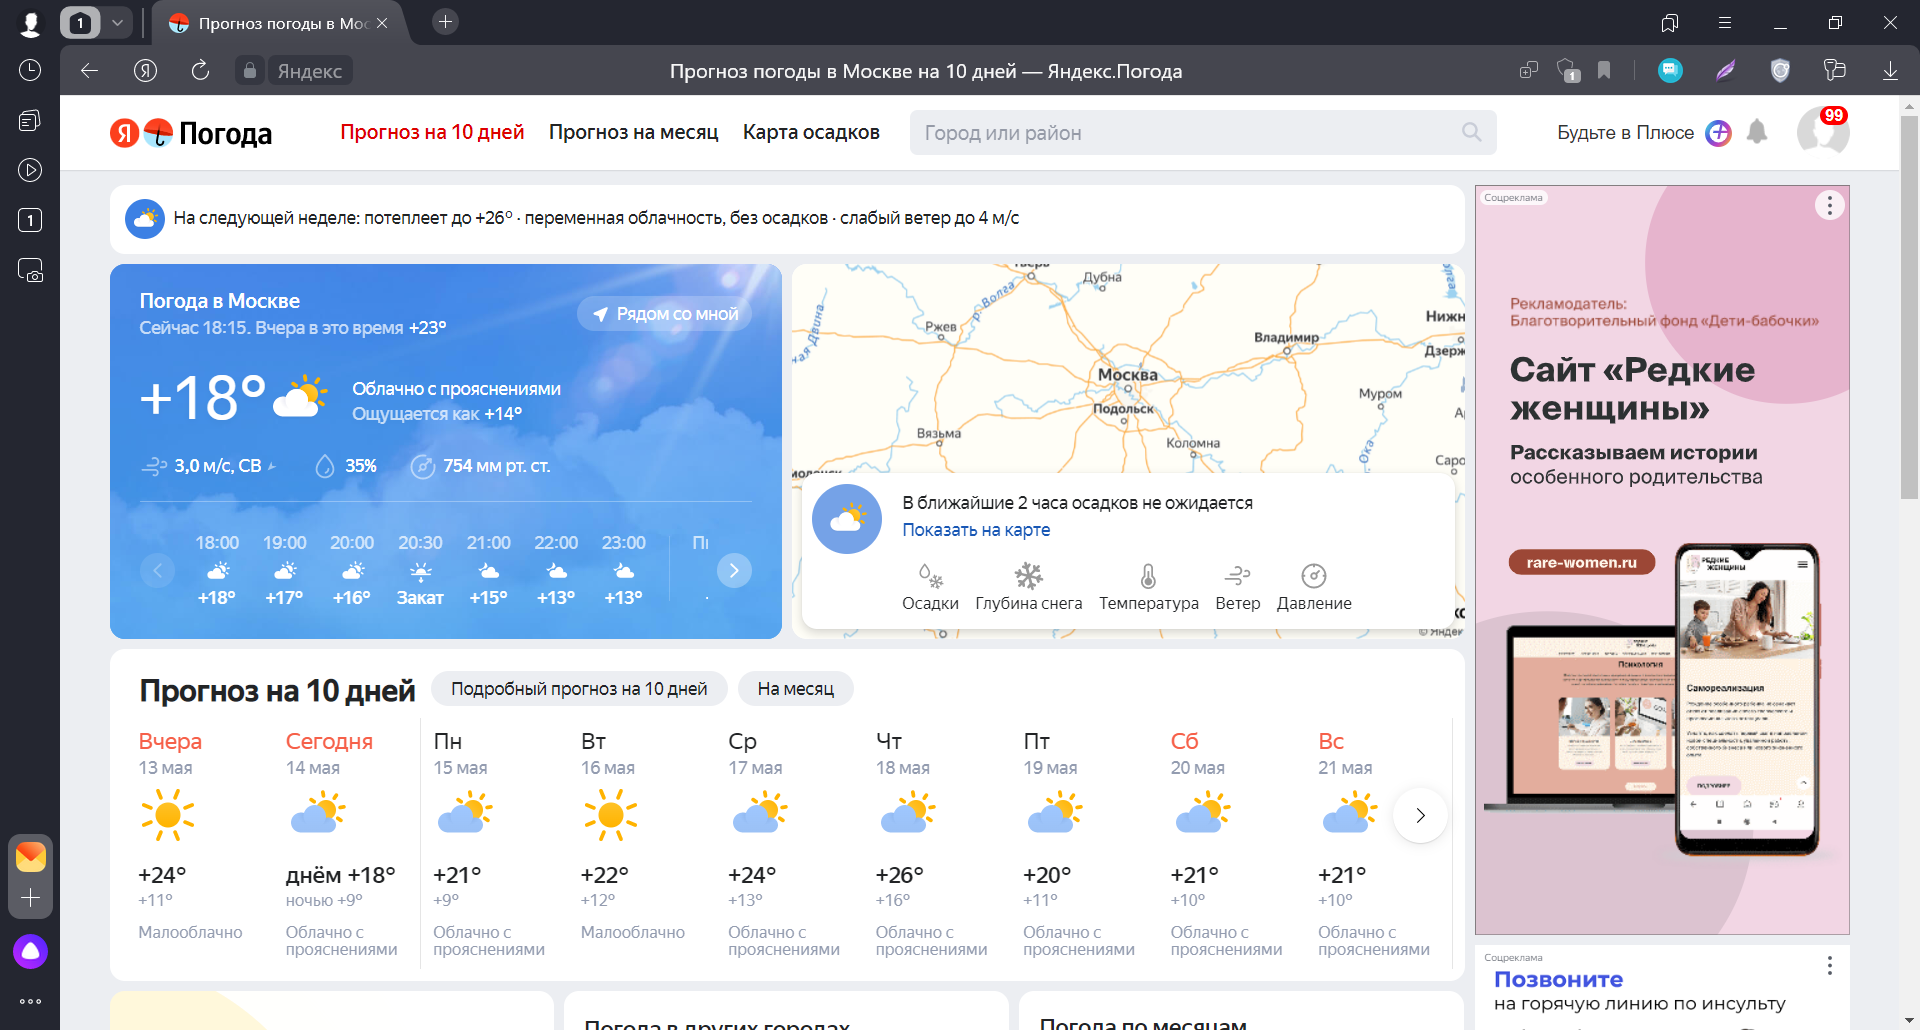 1
Прогноз погоды в Мос
Яндекс
Прогноз погоды в Москве на 10 дней — Яндекс.Погода
1
1
Я Погода
Прогноз на 10 дней
Прогноз на месяц
Карта осадков
Город или район
Будьте в Плюсе
99
На следующей неделе: потеплеет до +26° · переменная облачность, без осадков · слабый ветер до 4 м/с
Погода в Москве
Сейчас 18:15. Вчера в это время +23°
Рядом со мной
+18°
Облачно с прояснениями
Ощущается как +14°
3,0 м/с, СВ
35%
754 мм рт. ст.
18:00 19:00 20:00 20:30 21:00 22:00 23:00
+18° +17° +16° Закат +15° +13° +13°
Тверь
Дубна
р. Волга
Ржев
Владимир
Нижн
Дзерж
Москва
Муром
Подольск
Вязьма
Коломна
Ока
Саро
моленск
© Яндек
В ближайшие 2 часа осадков не ожидается
Показать на карте
Осадки
Глубина снега
Температура
Ветер
Давление
Прогноз на 10 дней
Подробный прогноз на 10 дней
На месяц
Вчера
13 мая
+24°
+11°
Малооблачно
Сегодня
14 мая
днём +18°
ночью +9°
Облачно с
прояснениями
Пн
15 мая
+21°
+9°
Облачно с
прояснениями
Вт
16 мая
+22°
+12°
Малооблачно
Ср
17 мая
+24°
+13°
Облачно с
прояснениями
Чт
18 мая
+26°
+16°
Облачно с
прояснениями
Пт
19 мая
+20°
+11°
Облачно с
прояснениями
Сб
20 мая
+21°
+10°
Облачно с
прояснениями
Вс
21 мая
+21°
+10°
Облачно с
прояснениями
Погода в других городах
Погода по месяцам
Соцреклама
Рекламодатель:
Благотворительный фонд «Дети-бабочки»
Сайт «Редкие
женщины»
Рассказываем истории
особенного родительства
rare-women.ru
РЕДКИЕ
ЖЕНЩИНЫ
Психология
Самореализация
ПОДРОБНЕЕ
Соцреклама
Позвоните
на горячую линию по инсульту